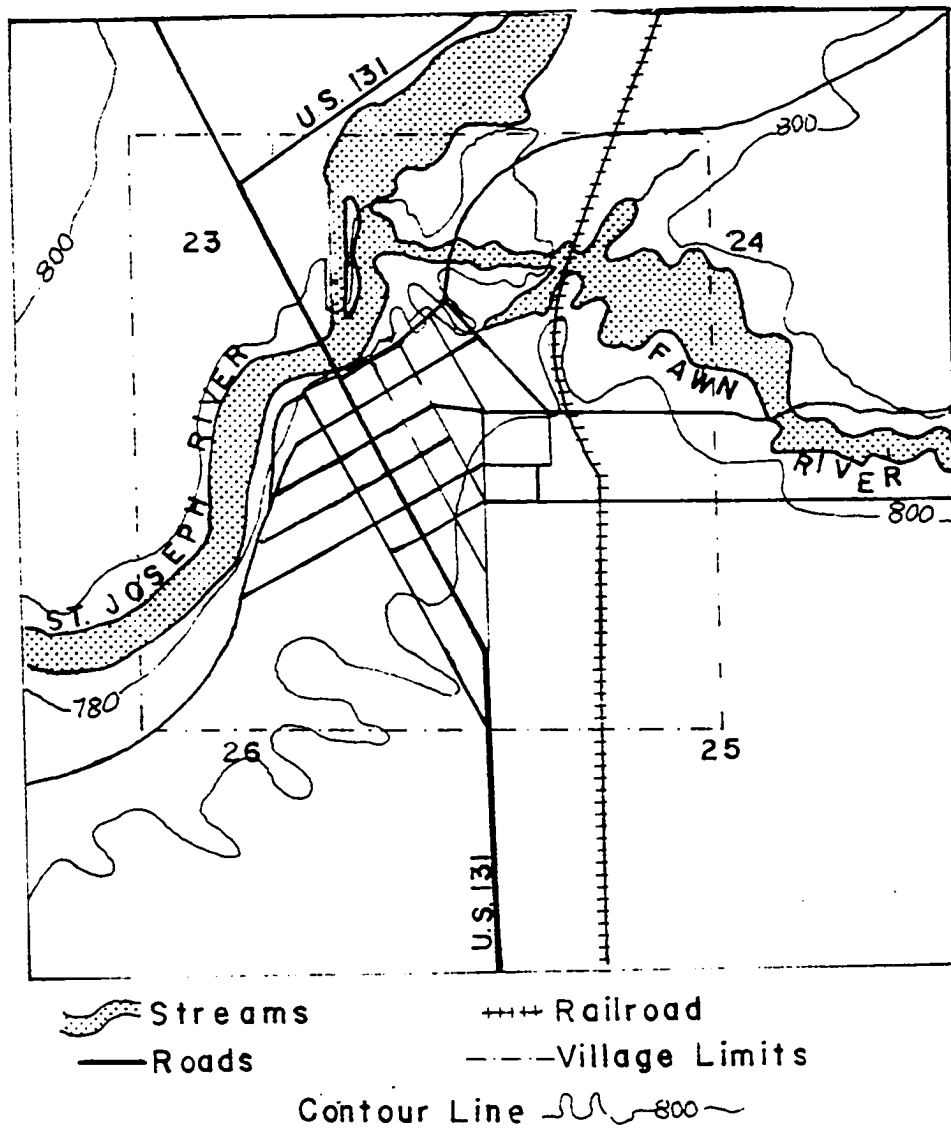 U.S. 131
800
23
24
800
ST. JOSEPH RIVER
FAWN RIVER
800
780
26
25
U.S. 131
Streams
Railroad
Roads
Village Limits
Contour Line
800